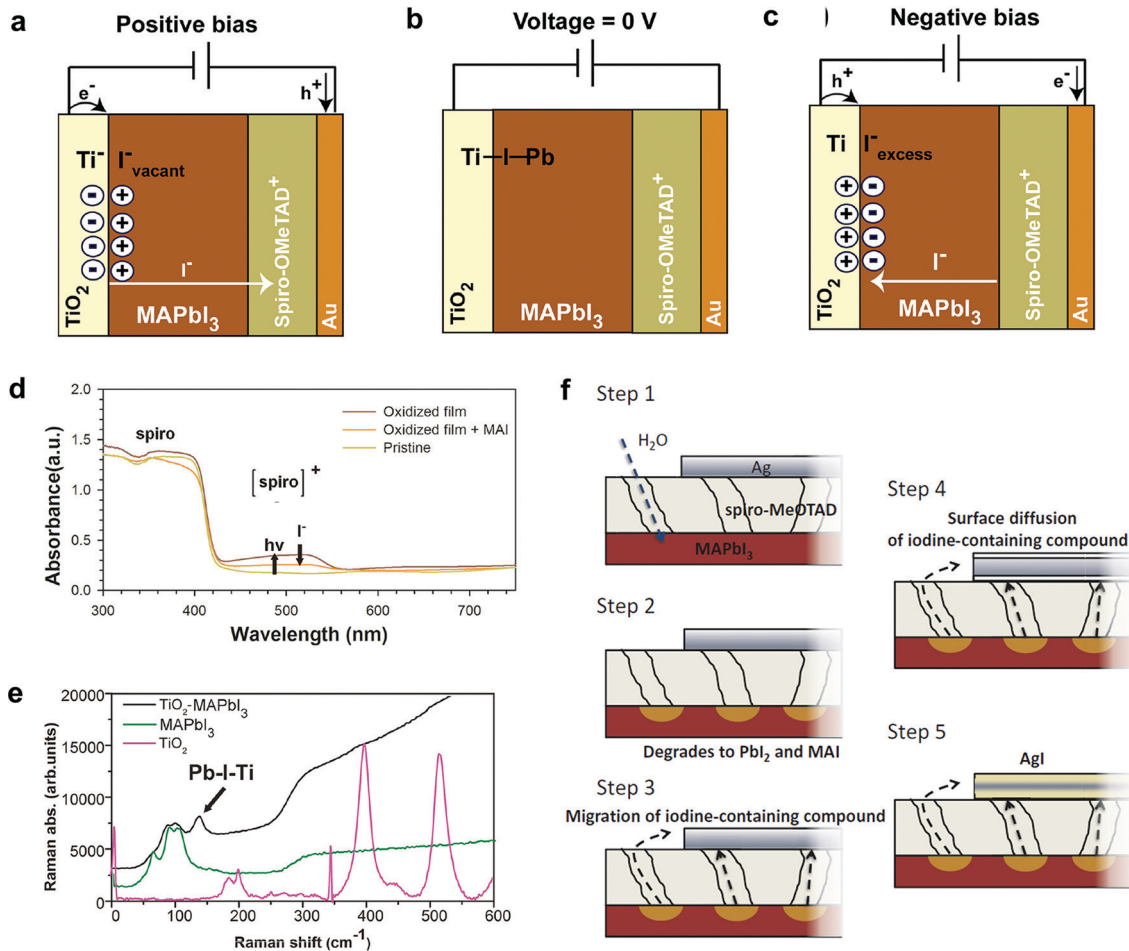 a
Positive bias
e⁻
h⁺
Ti⁻
I⁻vacant
I⁻
TiO₂
MAPbI₃
Spiro-OMeTAD⁺
Au
b
Voltage = 0 V
Ti–I–Pb
TiO₂
MAPbI₃
Spiro-OMeTAD⁺
Au
c
)
Negative bias
h⁺
e⁻
Ti
I⁻excess
I⁻
TiO₂
MAPbI₃
Spiro-OMeTAD⁺
Au
d
2.0
1.5
1.0
0.5
0.0
Absorbance(a.u.)
spiro
Oxidized film
Oxidized film + MAI
Pristine
[spiro]⁺
hv
I⁻
300
400
500
600
700
Wavelength (nm)
e
20000
15000
10000
5000
0
Raman abs. (arb.units)
TiO₂-MAPbI₃
MAPbI₃
TiO₂
Pb-I-Ti
0
100
200
300
400
500
600
Raman shift (cm⁻¹)
f
Step 1
H₂O
Ag
spiro-MeOTAD
MAPbI₃
Step 2
Degrades to PbI₂ and MAI
Step 3
Migration of iodine-containing compound
Step 4
Surface diffusion
of iodine-containing compound
Step 5
AgI